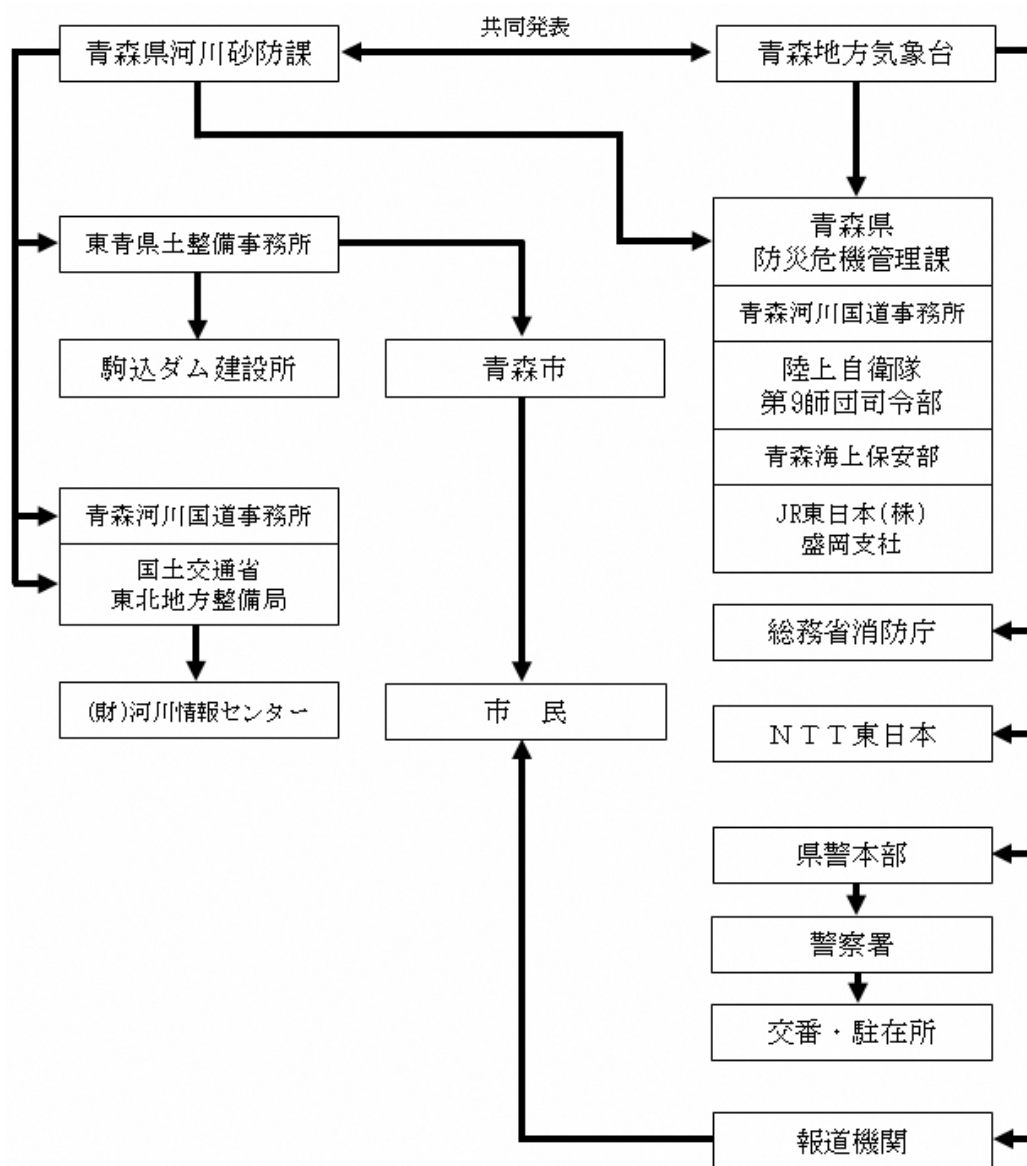 共同発表
青森県河川砂防課
青森地方気象台
東青県土整備事務所
駒込ダム建設所
青森市
青森県
防災危機管理課
青森河川国道事務所
陸上自衛隊
第9師団司令部
青森海上保安部
JR東日本(株)
盛岡支社
青森河川国道事務所
国土交通省
東北地方整備局
(財)河川情報センター
市　民
総務省消防庁
ＮＴＴ東日本
県警本部
警察署
交番・駐在所
報道機関